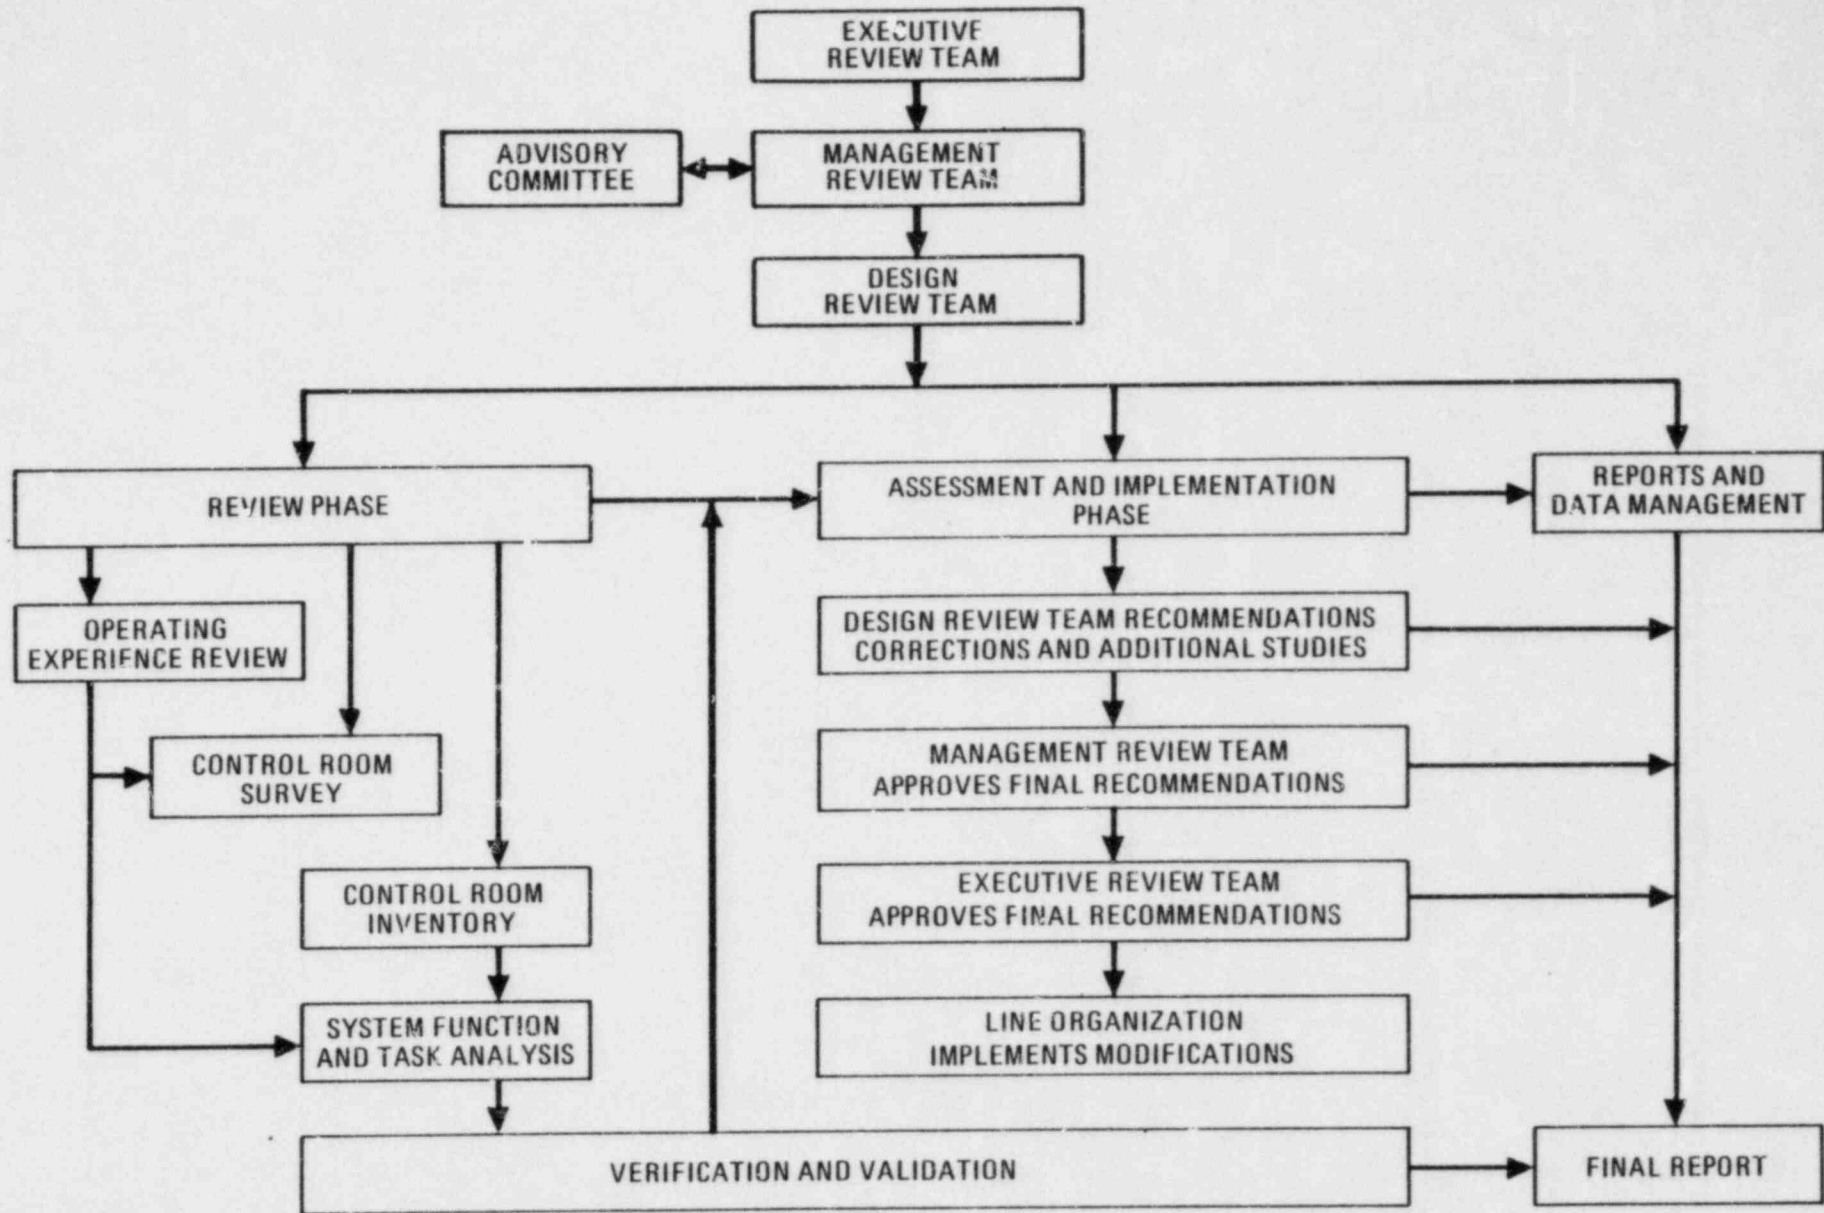 EXECUTIVE
REVIEW TEAM
ADVISORY
COMMITTEE
MANAGEMENT
REVIEW TEAM
DESIGN
REVIEW TEAM
REVIEW PHASE
ASSESSMENT AND IMPLEMENTATION
PHASE
REPORTS AND
DATA MANAGEMENT
OPERATING
EXPERIENCE REVIEW
DESIGN REVIEW TEAM RECOMMENDATIONS
CORRECTIONS AND ADDITIONAL STUDIES
CONTROL ROOM
SURVEY
MANAGEMENT REVIEW TEAM
APPROVES FINAL RECOMMENDATIONS
CONTROL ROOM
INVENTORY
EXECUTIVE REVIEW TEAM
APPROVES FINAL RECOMMENDATIONS
SYSTEM FUNCTION
AND TASK ANALYSIS
LINE ORGANIZATION
IMPLEMENTS MODIFICATIONS
VERIFICATION AND VALIDATION
FINAL REPORT